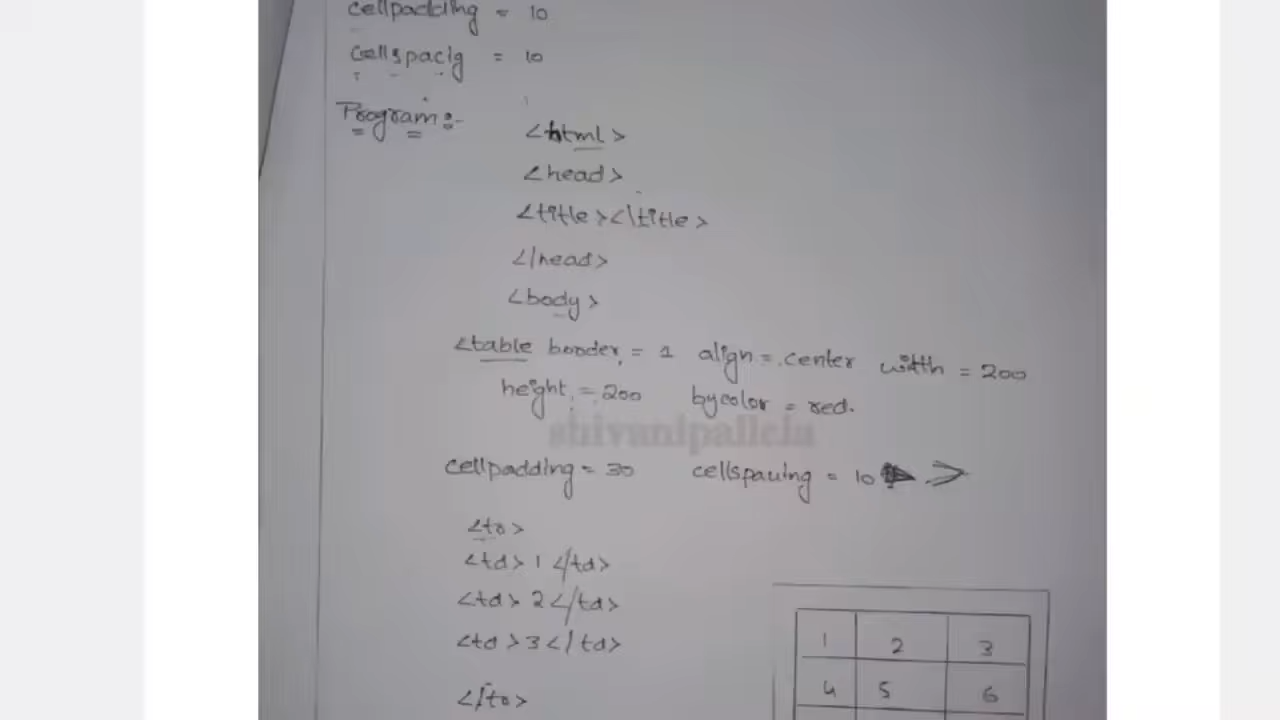 cellpadding = 10
cellspacig = 10
Program:-
<html>
<head>
<title><\title>
</head>
<body>
<table border = 1 align = center width = 200
height = 200 bycolor = red.
shivanipallela
cellpadding = 30 cellspacing = 10 >
<tr>
<td> 1 </td>
<td> 2 </td>
<td> 3 </td>
</tr>
1 2 3
4 5 6